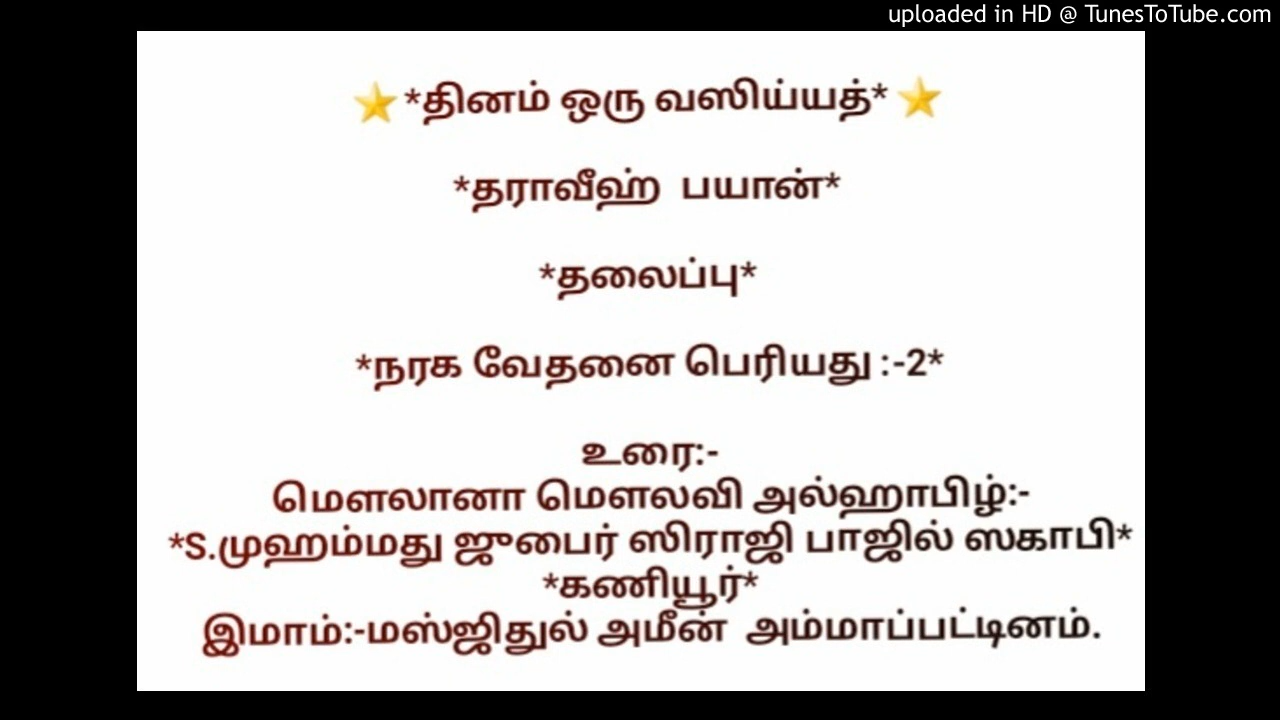 uploaded in HD @ TunesToTube.com
⭐*தினம் ஒரு வஸிய்யத்*⭐
*தராவீஹ் பயான்*
*தலைப்பு*
*நரக வேதனை பெரியது :-2*
உரை:-
மௌலானா மௌலவி அல்ஹாபிழ்:-
*S.முஹம்மது ஜுபைர் ஸிராஜி பாஜில் ஸகாபி*
*கணியூர்*
இமாம்:-மஸ்ஜிதுல் அமீன் அம்மாப்பட்டினம்.